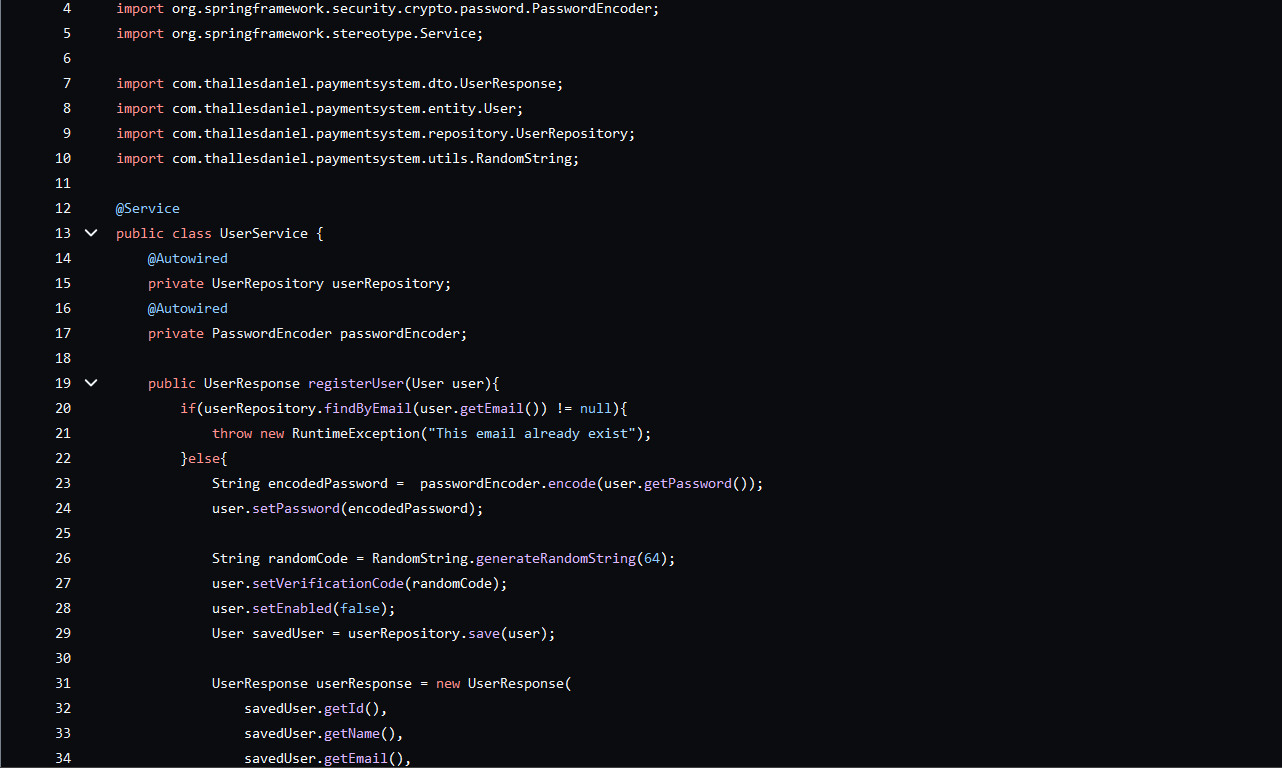 4 import org.springframework.security.crypto.password.PasswordEncoder;
5 import org.springframework.stereotype.Service;
6
7 import com.thallesdaniel.paymentsystem.dto.UserResponse;
8 import com.thallesdaniel.paymentsystem.entity.User;
9 import com.thallesdaniel.paymentsystem.repository.UserRepository;
10 import com.thallesdaniel.paymentsystem.utils.RandomString;
11
12 @Service
13 public class UserService {
14     @Autowired
15     private UserRepository userRepository;
16     @Autowired
17     private PasswordEncoder passwordEncoder;
18
19     public UserResponse registerUser(User user){
20         if(userRepository.findByEmail(user.getEmail()) != null){
21             throw new RuntimeException("This email already exist");
22         }else{
23             String encodedPassword =  passwordEncoder.encode(user.getPassword());
24             user.setPassword(encodedPassword);
25
26             String randomCode = RandomString.generateRandomString(64);
27             user.setVerificationCode(randomCode);
28             user.setEnabled(false);
29             User savedUser = userRepository.save(user);
30
31             UserResponse userResponse = new UserResponse(
32                 savedUser.getId(),
33                 savedUser.getName(),
34                 savedUser.getEmail(),